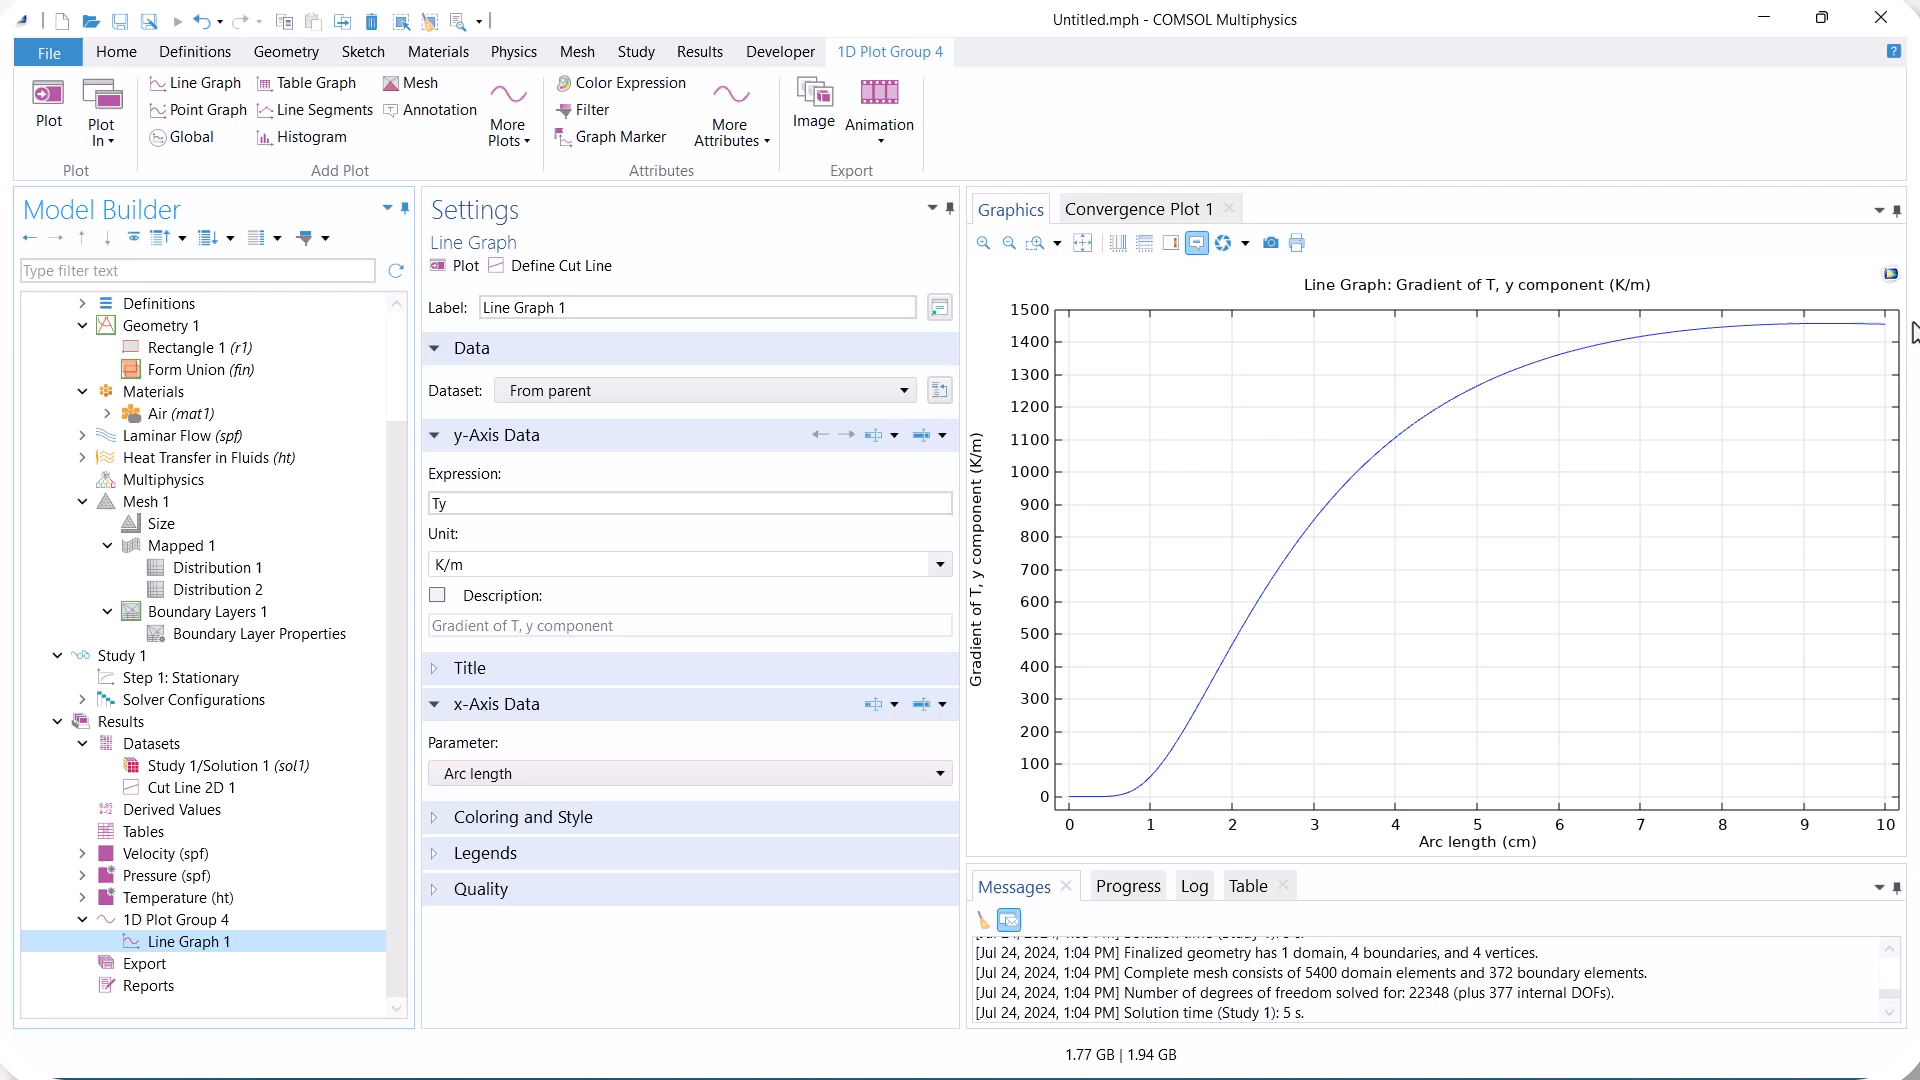 Untitled.mph - COMSOL Multiphysics
File Home Definitions Geometry Sketch Materials Physics Mesh Study Results Developer 1D Plot Group 4
Plot
Plot In
Plot
Line Graph Table Graph Mesh
Point Graph Line Segments Annotation
Global Histogram
More Plots
Add Plot
Color Expression
Filter
Graph Marker
More Attributes
Attributes
Image Animation
Export
Model Builder
Type filter text
Definitions
Geometry 1
Rectangle 1 (r1)
Form Union (fin)
Materials
Air (mat1)
Laminar Flow (spf)
Heat Transfer in Fluids (ht)
Multiphysics
Mesh 1
Size
Mapped 1
Distribution 1
Distribution 2
Boundary Layers 1
Boundary Layer Properties
Study 1
Step 1: Stationary
Solver Configurations
Results
Datasets
Study 1/Solution 1 (sol1)
Cut Line 2D 1
Derived Values
Tables
Velocity (spf)
Pressure (spf)
Temperature (ht)
1D Plot Group 4
Line Graph 1
Export
Reports
Settings
Line Graph
Plot Define Cut Line
Label: Line Graph 1
Data
Dataset: From parent
y-Axis Data
Expression:
Ty
Unit:
K/m
Description:
Gradient of T, y component
Title
x-Axis Data
Parameter:
Arc length
Coloring and Style
Legends
Quality
Graphics Convergence Plot 1
Line Graph: Gradient of T, y component (K/m)
Gradient of T, y component (K/m)
1500
1400
1300
1200
1100
1000
900
800
700
600
500
400
300
200
100
0
0 1 2 3 4 5 6 7 8 9 10
Arc length (cm)
Messages Progress Log Table
[Jul 24, 2024, 1:04 PM] Finalized geometry has 1 domain, 4 boundaries, and 4 vertices.
[Jul 24, 2024, 1:04 PM] Complete mesh consists of 5400 domain elements and 372 boundary elements.
[Jul 24, 2024, 1:04 PM] Number of degrees of freedom solved for: 22348 (plus 377 internal DOFs).
[Jul 24, 2024, 1:04 PM] Solution time (Study 1): 5 s.
1.77 GB | 1.94 GB